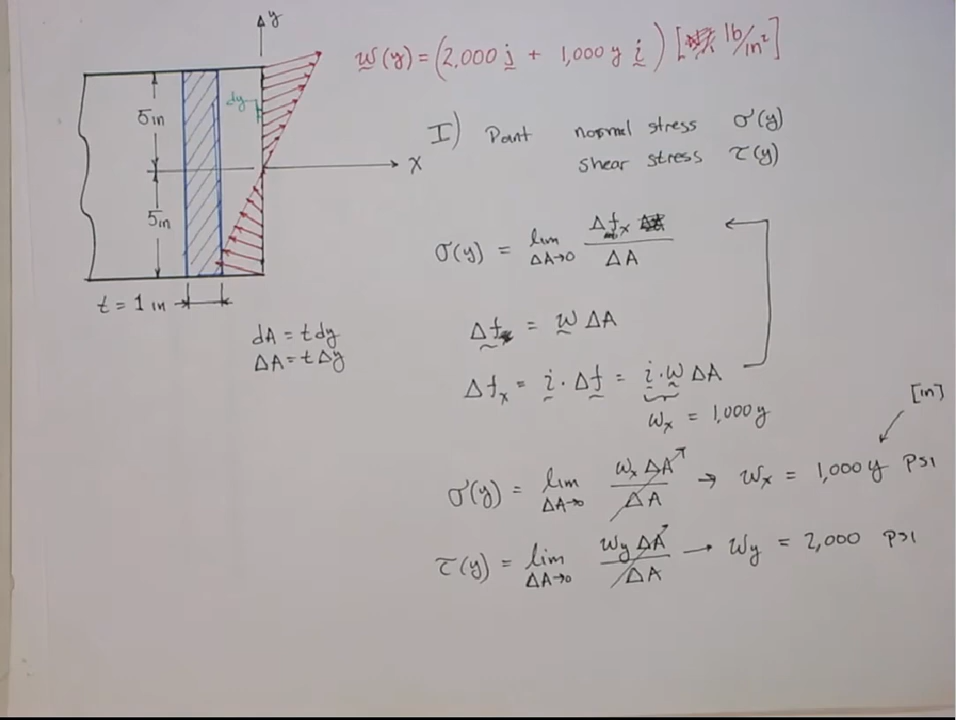 y
w(y) = (2,000 j + 1,000 y i) [lb/in²]
dy
5in
I) Point normal stress σ(y)
shear stress τ(y)
x
5in
σ(y) = lim ΔA→0 Δfx / ΔA
t = 1 in
dA = t dy
ΔA = t Δy
Δf = w ΔA
Δfx = i · Δf = i · w ΔA
wx = 1,000 y
[in]
σ(y) = lim ΔA→0 wx ΔA / ΔA → wx = 1,000 y psi
τ(y) = lim ΔA→0 wy ΔA / ΔA → wy = 2,000 psi